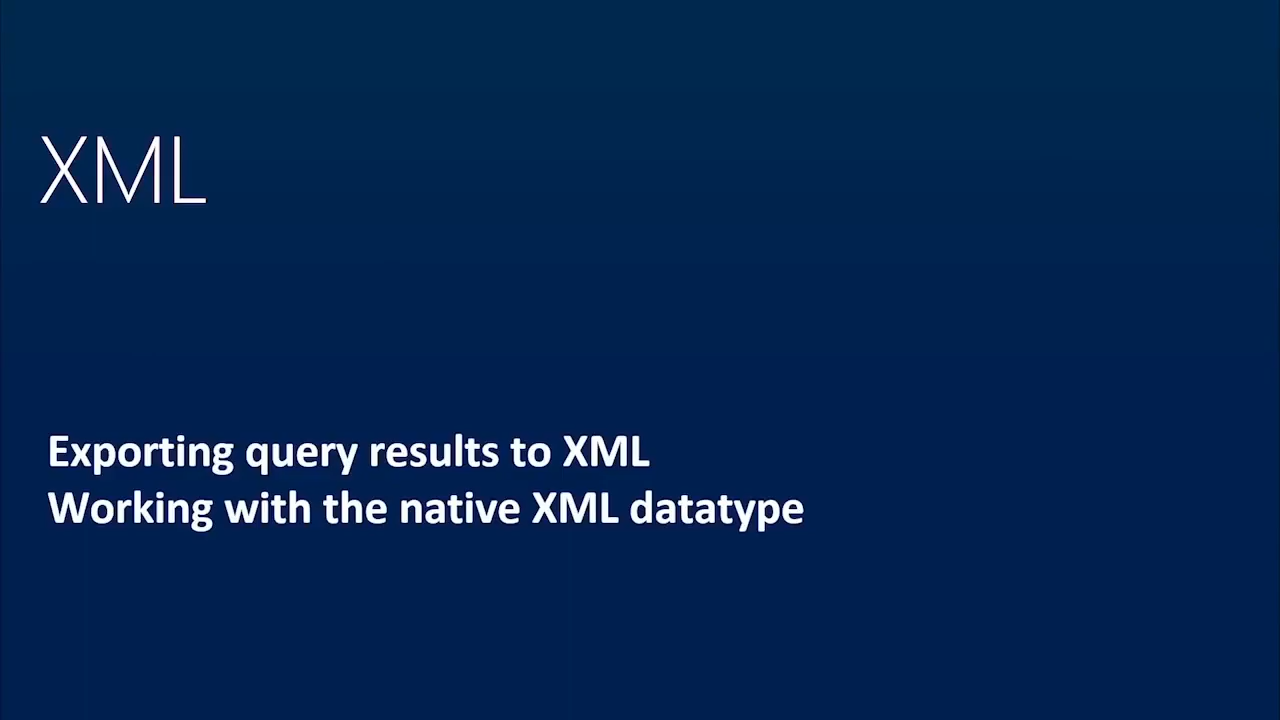 XML
Exporting query results to XML
Working with the native XML datatype